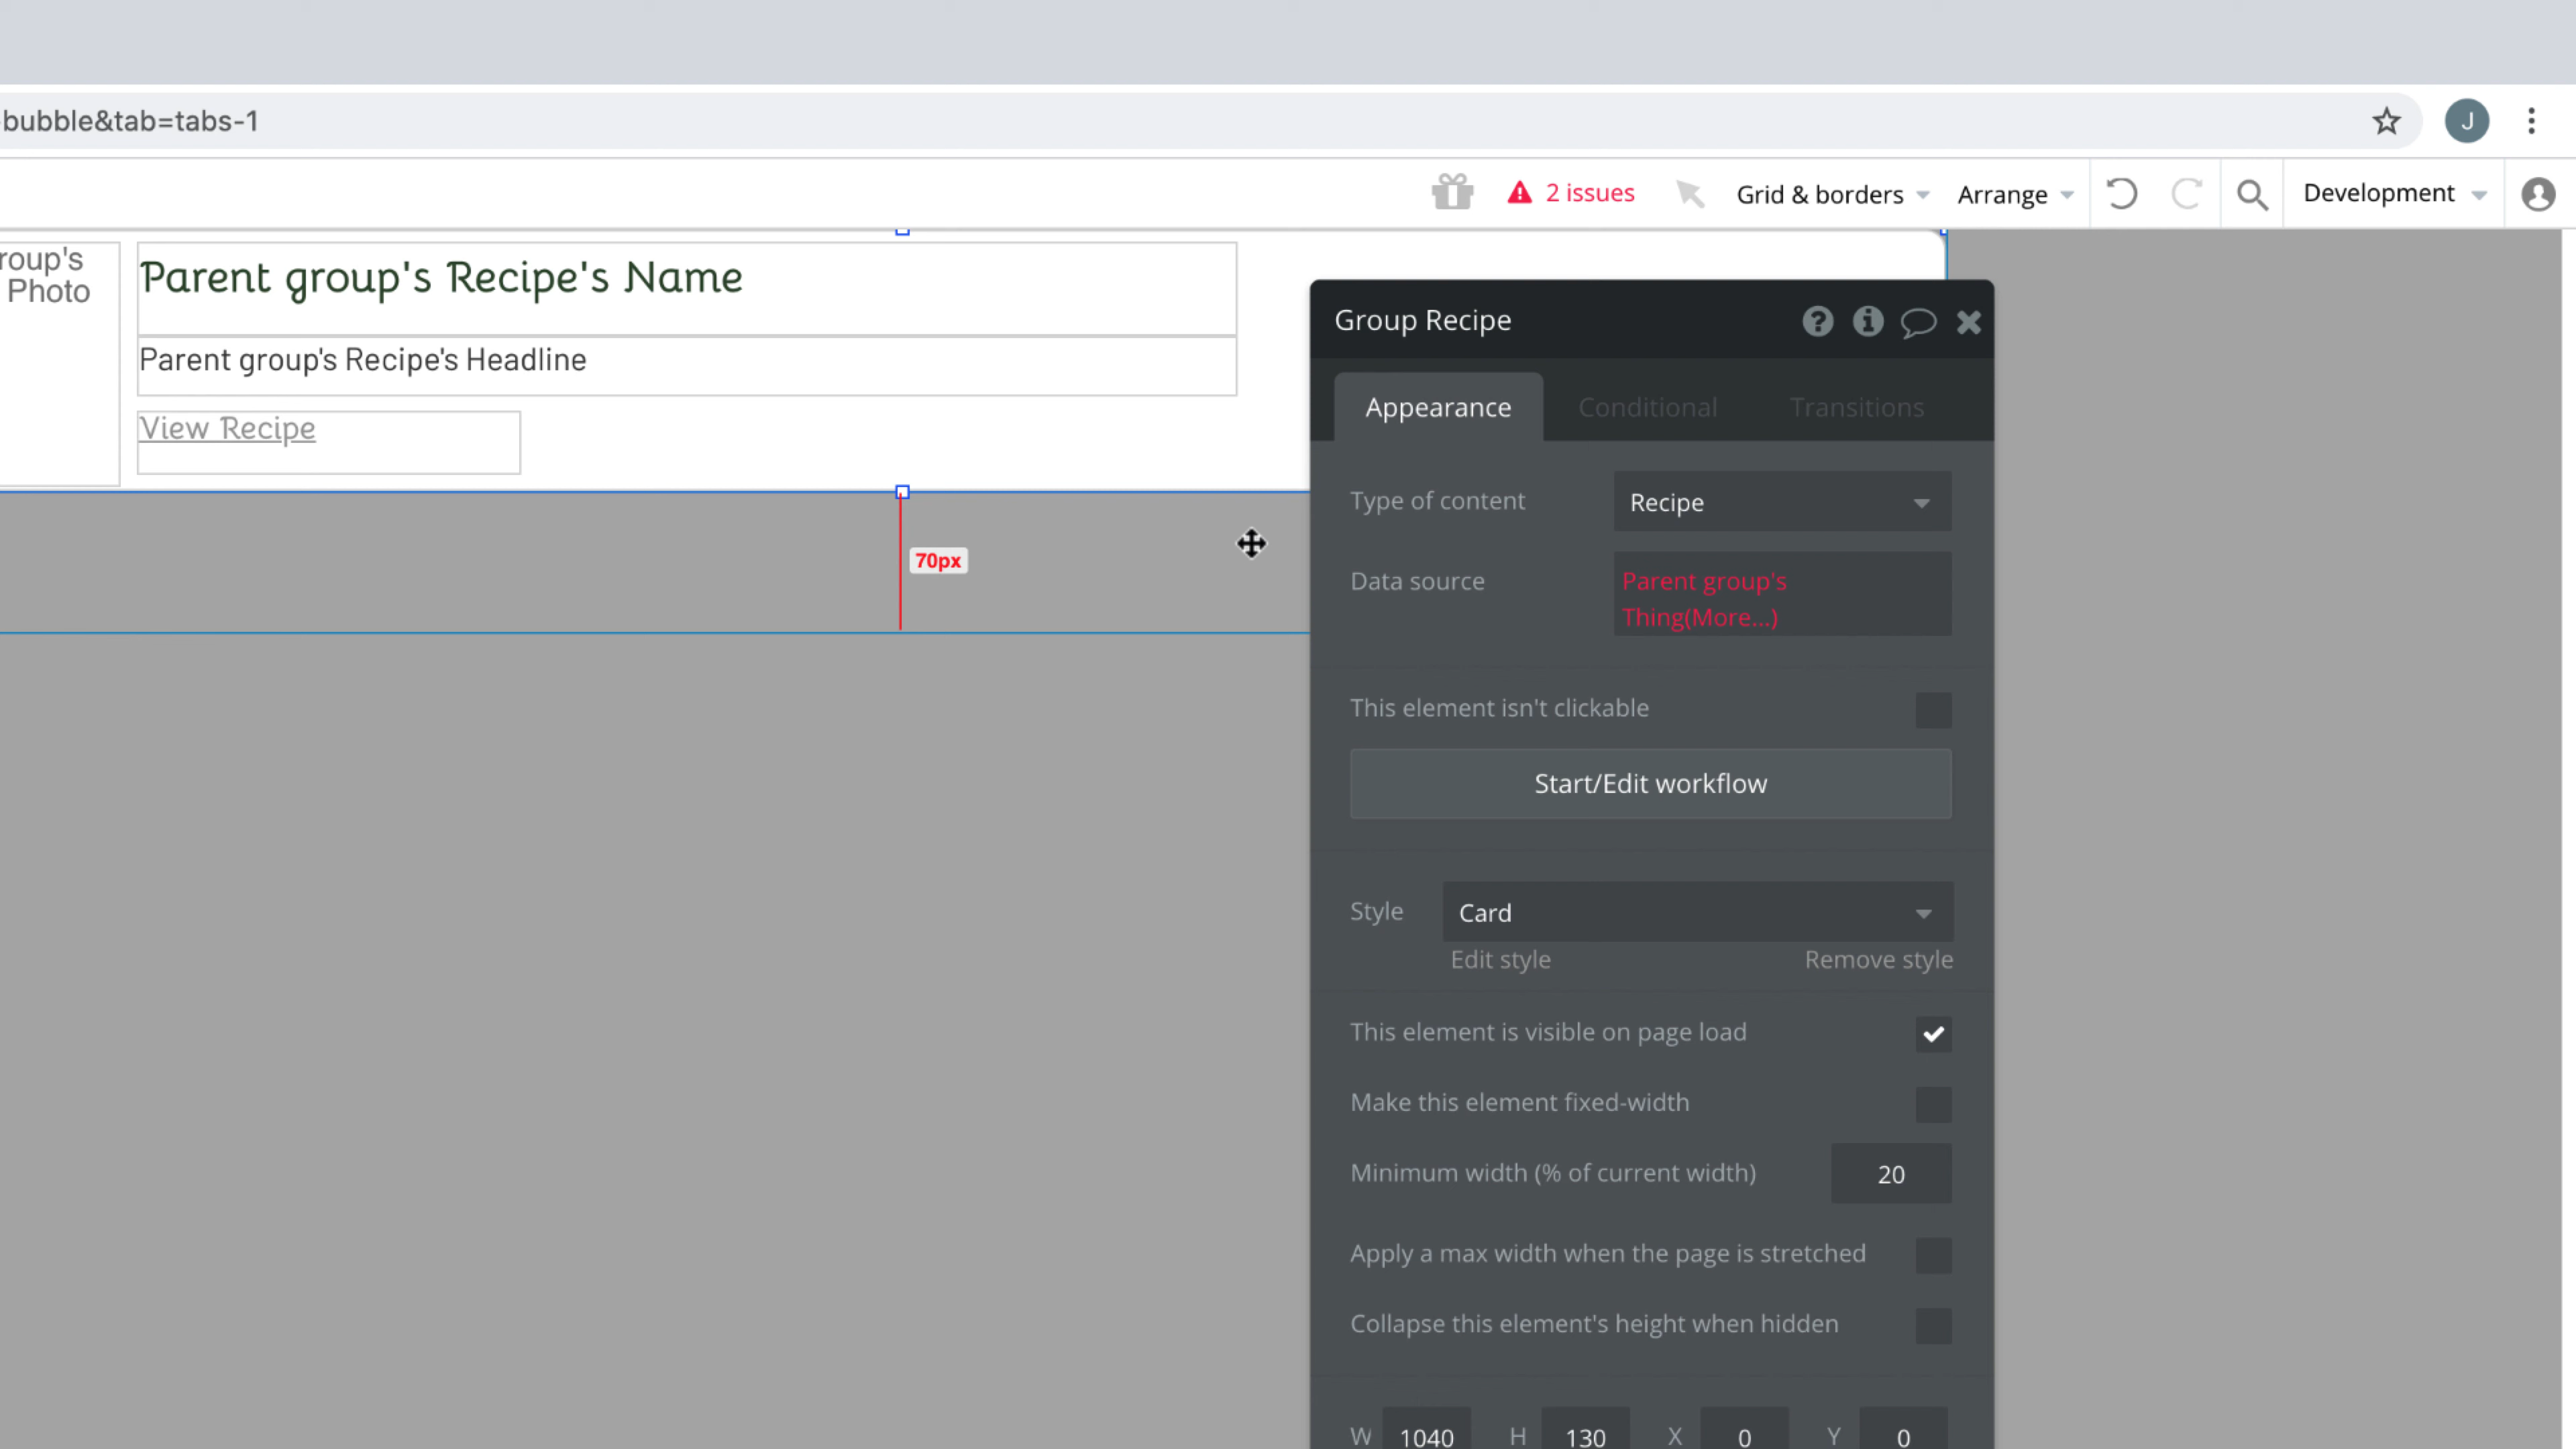 bubble&tab=tabs-1
J
2 issues
Grid & borders
Arrange
Development
roup's
Photo
Parent group's Recipe's Name
Parent group's Recipe's Headline
View Recipe
70px
Group Recipe
Appearance
Conditional
Transitions
Type of content
Recipe
Data source
Parent group's
Thing(More...)
This element isn't clickable
Start/Edit workflow
Style
Card
Edit style
Remove style
This element is visible on page load
Make this element fixed-width
Minimum width (% of current width)
20
Apply a max width when the page is stretched
Collapse this element's height when hidden
W 1040 H 130 X 0 Y 0